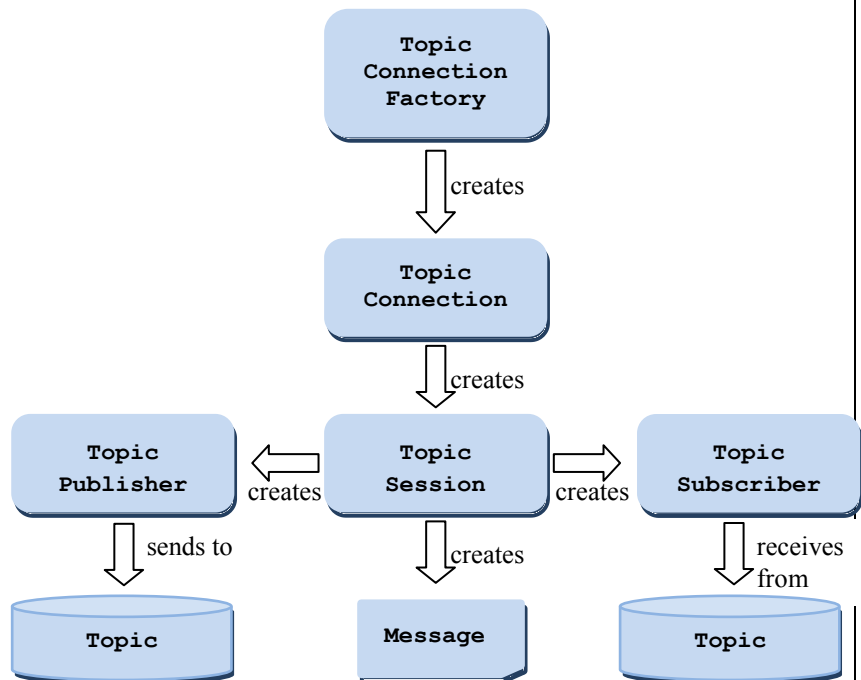 Topic
Connection
Factory
creates
Topic
Connection
creates
Topic
Publisher
creates
Topic
Session
creates
Topic
Subscriber
sends to
creates
receives
from
Topic
Message
Topic